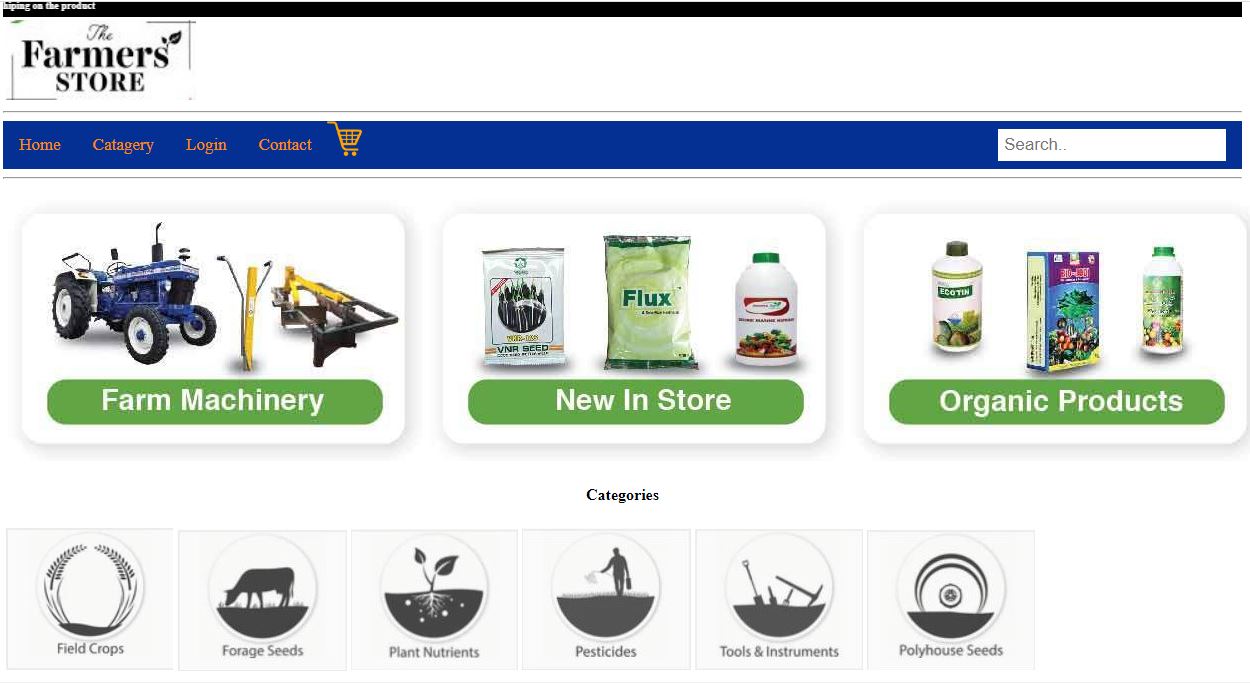 hiping on the product
The
Farmers
STORE
Home Catagery Login Contact
Search..
VNR SEED
Flux
ECOTIN
Farm Machinery
New In Store
Organic Products
Categories
Field Crops
Forage Seeds
Plant Nutrients
Pesticides
Tools & Instruments
Polyhouse Seeds